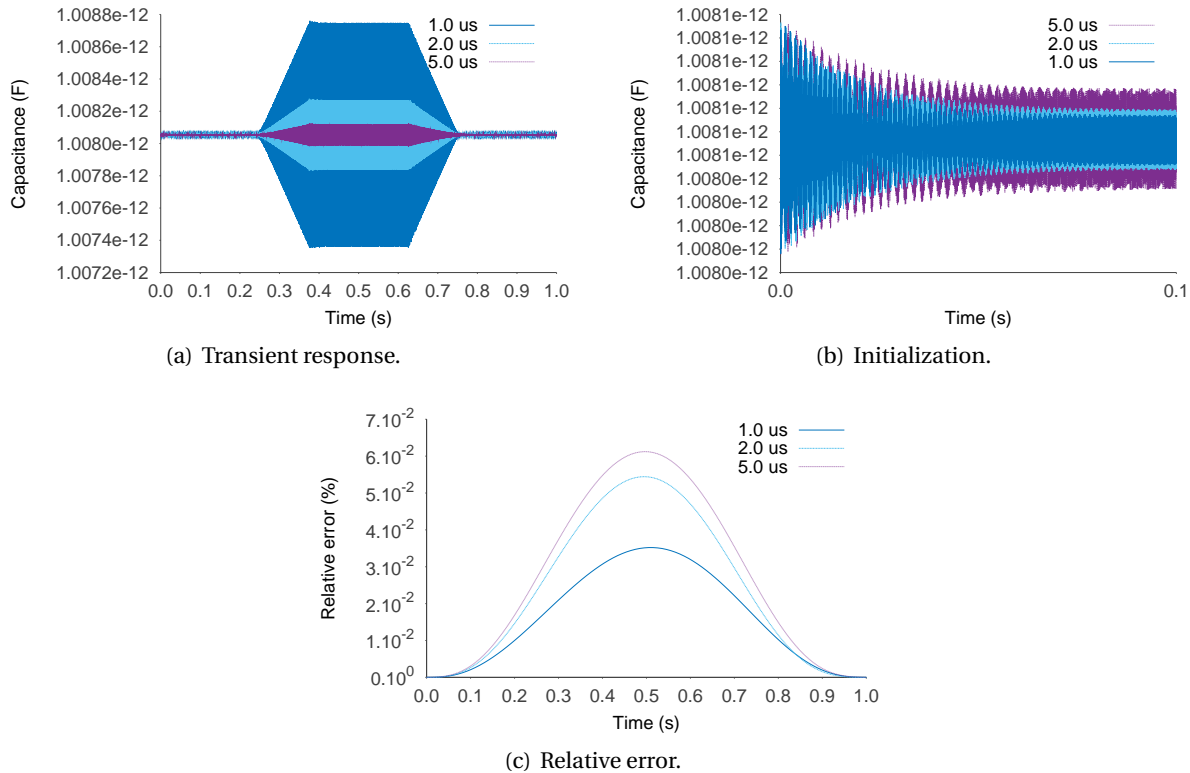 1.0088e-12
1.0086e-12
1.0084e-12
1.0082e-12
1.0080e-12
1.0078e-12
1.0076e-12
1.0074e-12
1.0072e-12
Capacitance (F)
1.0 us
2.0 us
5.0 us
0.0 0.1 0.2 0.3 0.4 0.5 0.6 0.7 0.8 0.9 1.0
Time (s)
(a) Transient response.
1.0081e-12
1.0081e-12
1.0081e-12
1.0081e-12
1.0081e-12
1.0081e-12
1.0081e-12
1.0080e-12
1.0080e-12
1.0080e-12
1.0080e-12
1.0080e-12
Capacitance (F)
5.0 us
2.0 us
1.0 us
0.0 0.1
Time (s)
(b) Initialization.
7.10-2
6.10-2
5.10-2
4.10-2
3.10-2
2.10-2
1.10-2
0.100
Relative error (%)
1.0 us
2.0 us
5.0 us
0.0 0.1 0.2 0.3 0.4 0.5 0.6 0.7 0.8 0.9 1.0
Time (s)
(c) Relative error.